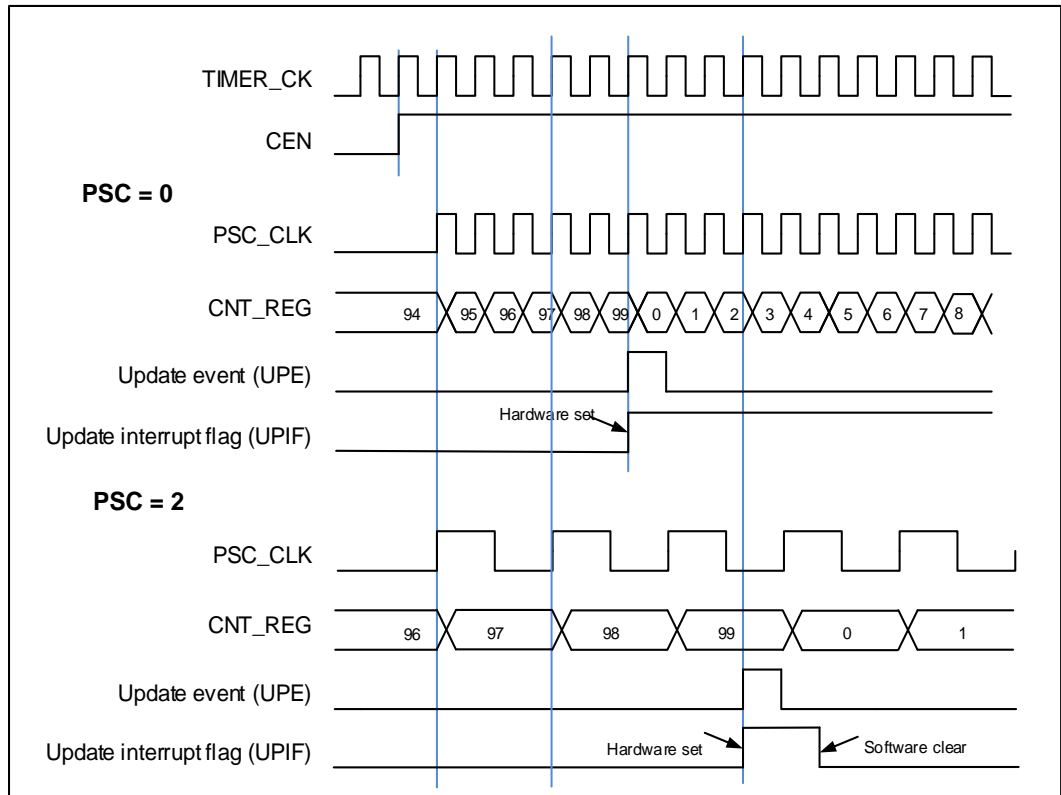 TIMER_CK
CEN
PSC = 0
PSC_CLK
CNT_REG 94 95 96 97 98 99 0 1 2 3 4 5 6 7 8
Update event (UPE)
Hardware set
Update interrupt flag (UPIF)
PSC = 2
PSC_CLK
CNT_REG 96 97 98 99 0 1
Update event (UPE)
Update interrupt flag (UPIF) Hardware set Software clear